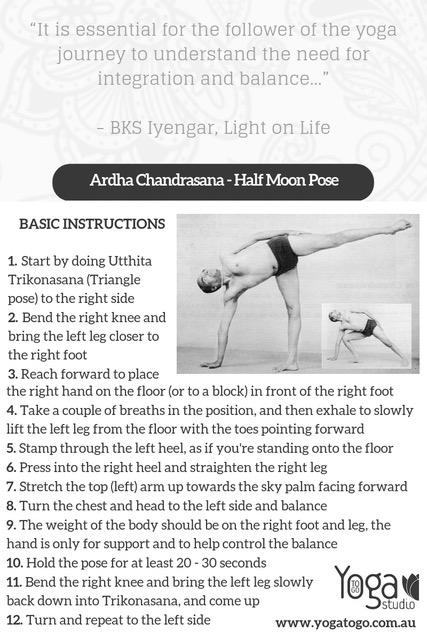 “It is essential for the follower of the yoga
journey to understand the need for
integration and balance...”
– BKS Iyengar, Light on Life
Ardha Chandrasana - Half Moon Pose
BASIC INSTRUCTIONS
1. Start by doing Utthita
Trikonasana (Triangle
pose) to the right side
2. Bend the right knee and
bring the left leg closer to
the right foot
3. Reach forward to place
the right hand on the floor (or to a block) in front of the right foot
4. Take a couple of breaths in the position, and then exhale to slowly
lift the left leg from the floor with the toes pointing forward
5. Stamp through the left heel, as if you're standing onto the floor
6. Press into the right heel and straighten the right leg
7. Stretch the top (left) arm up towards the sky palm facing forward
8. Turn the chest and head to the left side and balance
9. The weight of the body should be on the right foot and leg, the
hand is only for support and to help control the balance
10. Hold the pose for at least 20 - 30 seconds
11. Bend the right knee and bring the left leg slowly
back down into Trikonasana, and come up
12. Turn and repeat to the left side
Yoga
TO GO
studio
www.yogatogo.com.au